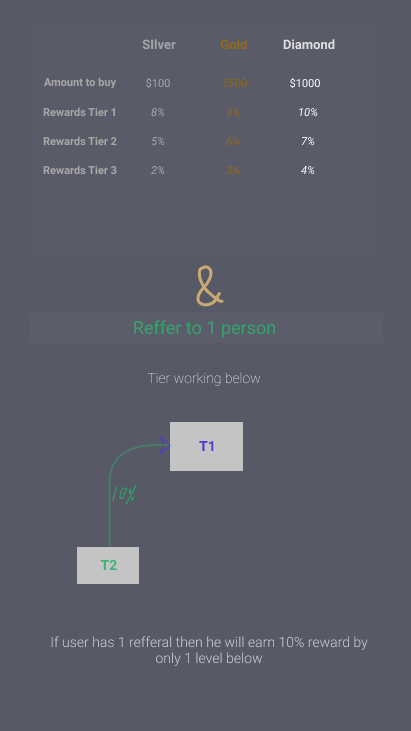 SIlver Gold Diamond
Amount to buy $100 $500 $1000
Rewards Tier 1 8% 9% 10%
Rewards Tier 2 5% 6% 7%
Rewards Tier 3 2% 3% 4%
&
Reffer to 1 person
Tier working below
T1
10%
T2
If user has 1 refferal then he will earn 10% reward by
only 1 level below